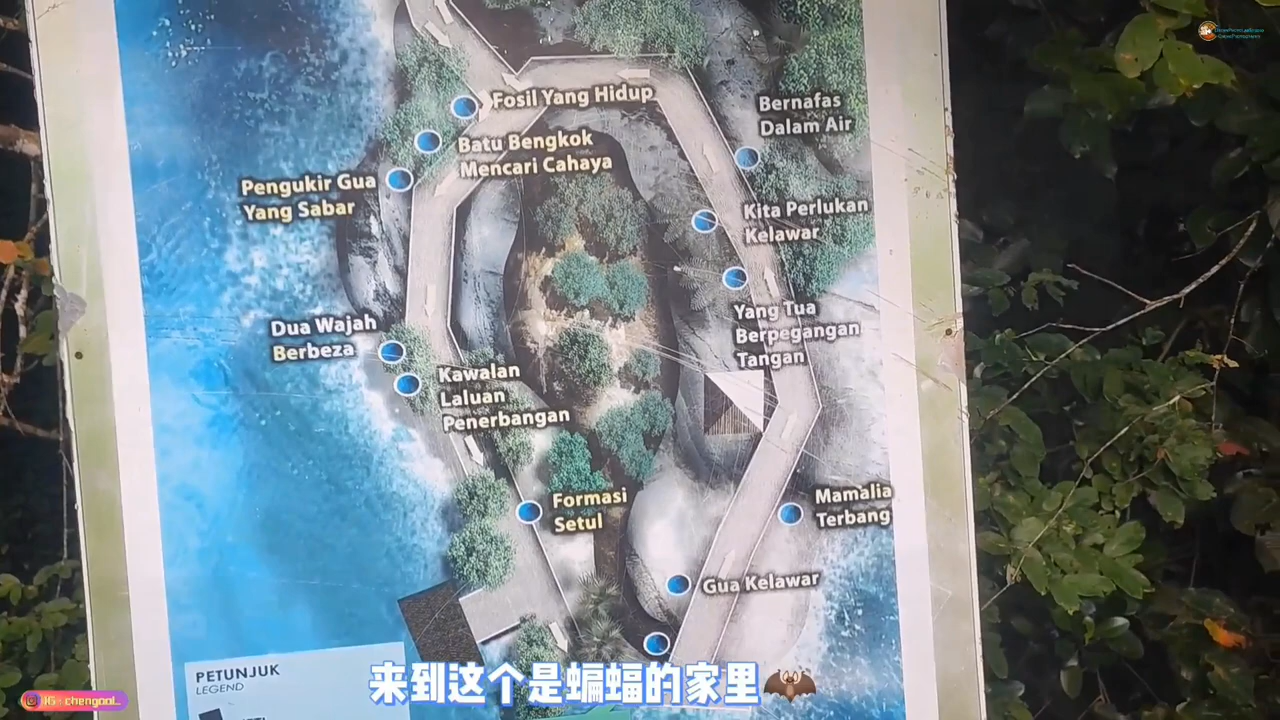 Fosil Yang Hidup
Bernafas
Dalam Air
Batu Bengkok
Mencari Cahaya
Pengukir Gua
Yang Sabar
Kita Perlukan
Kelawar
Yang Tua
Berpegangan
Tangan
Dua Wajah
Berbeza
Kawalan
Laluan
Penerbangan
Formasi
Setul
Mamalia
Terbang
Gua Kelawar
PETUNJUK
LEGEND
来到这个是蝙蝠的家里